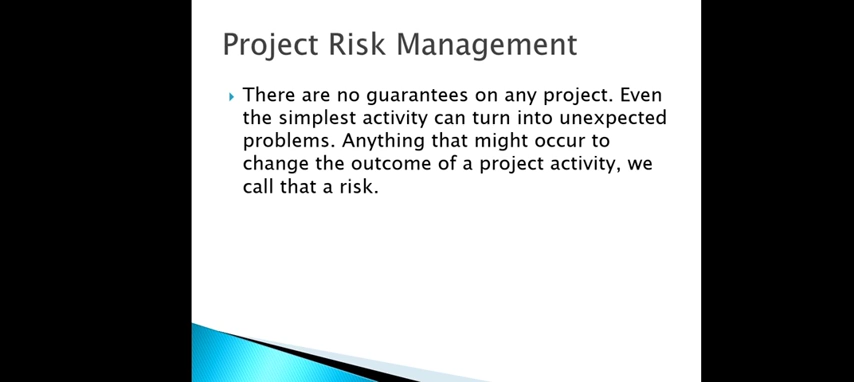 Project Risk Management
There are no guarantees on any project. Even
the simplest activity can turn into unexpected
problems. Anything that might occur to
change the outcome of a project activity, we
call that a risk.